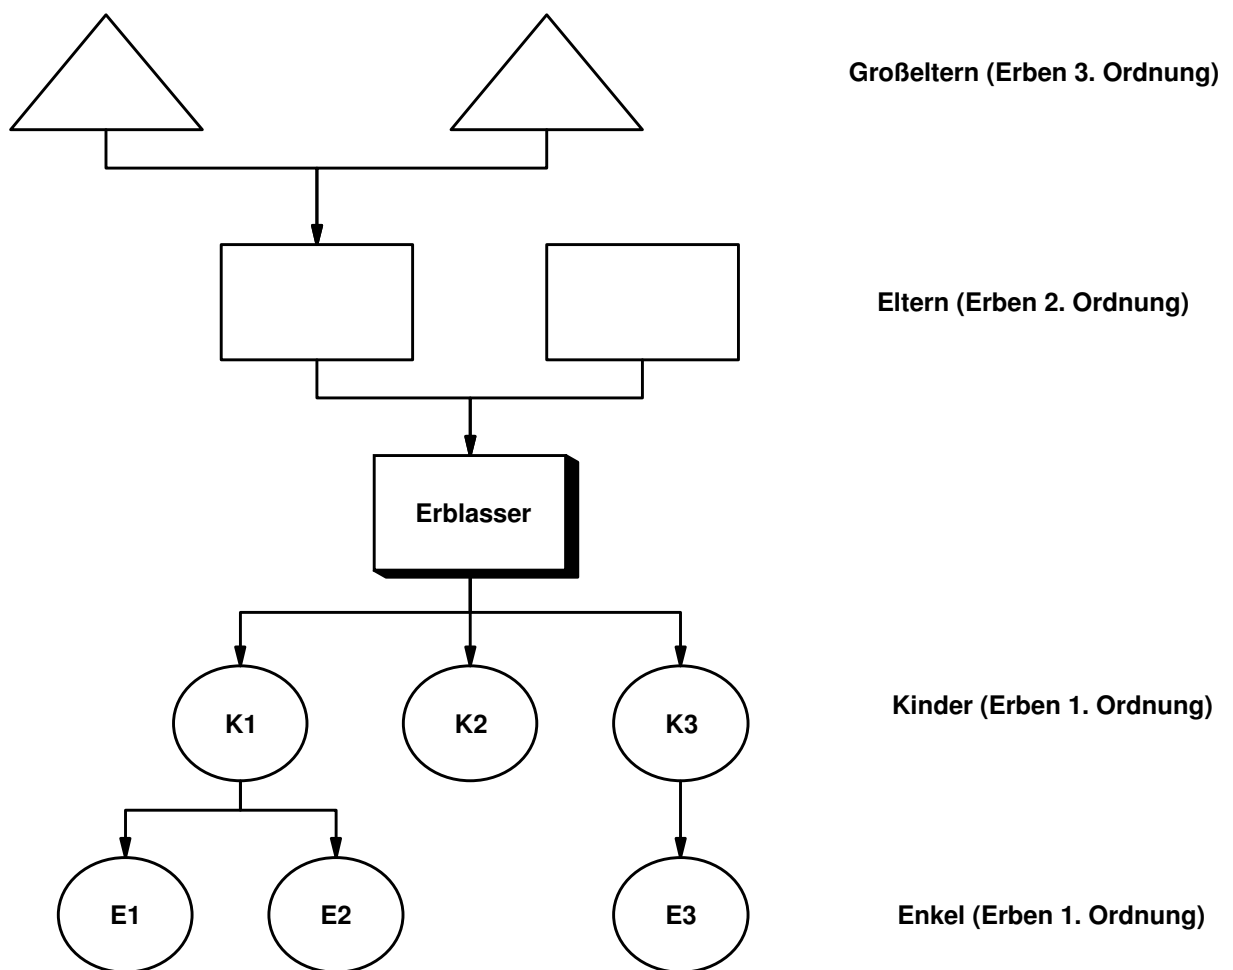 Großeltern (Erben 3. Ordnung)
Eltern (Erben 2. Ordnung)
Erblasser
K1 K2 K3 Kinder (Erben 1. Ordnung)
E1 E2 E3 Enkel (Erben 1. Ordnung)